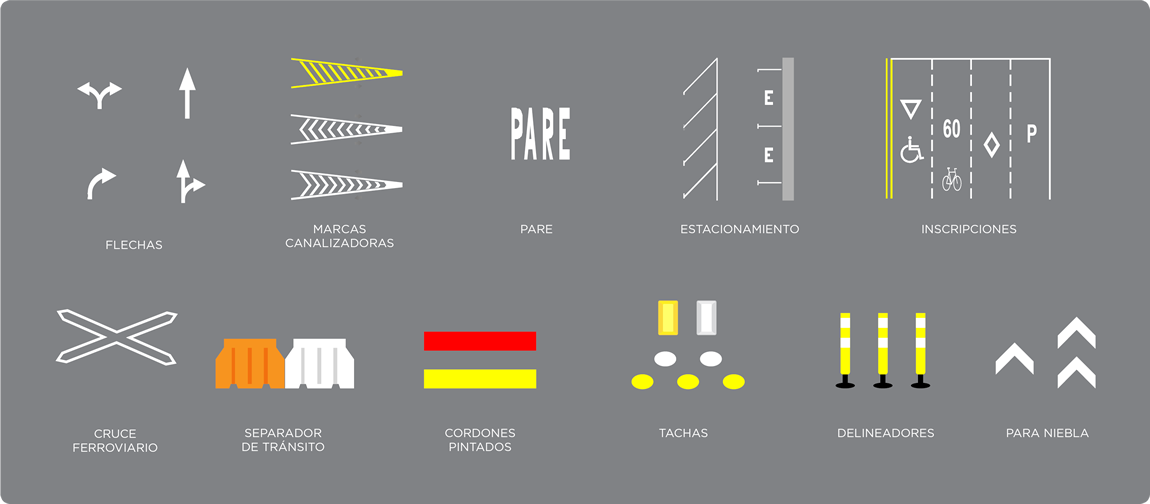 PARE
E
E
60
P
FLECHAS
MARCAS
CANALIZADORAS
PARE
ESTACIONAMIENTO
INSCRIPCIONES
CRUCE
FERROVIARIO
SEPARADOR
DE TRÁNSITO
CORDONES
PINTADOS
TACHAS
DELINEADORES
PARA NIEBLA